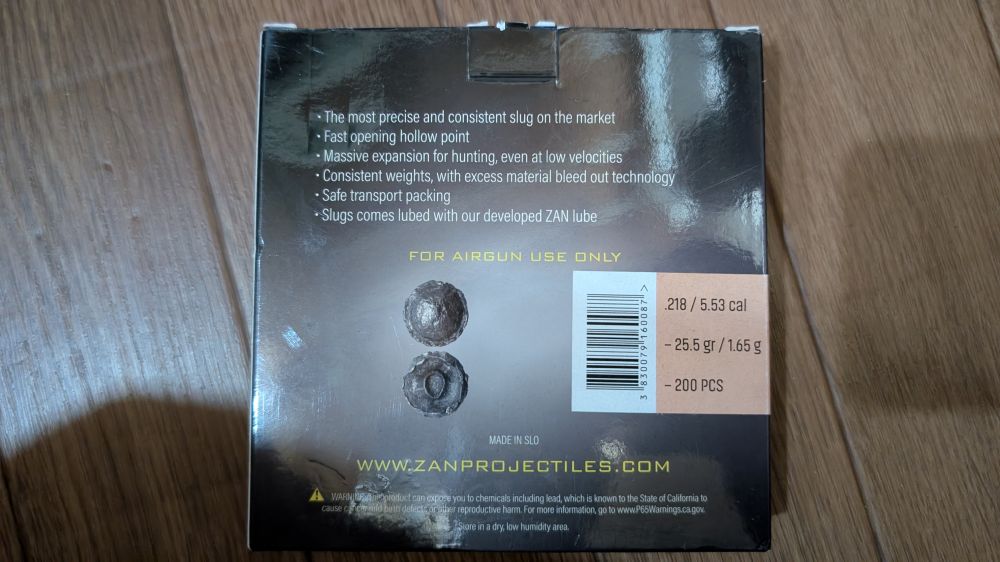 · The most precise and consistent slug on the market
· Fast opening hollow point
· Massive expansion for hunting, even at low velocities
· Consistent weights, with excess material bleed out technology
· Safe transport packing
· Slugs comes lubed with our developed ZAN lube
FOR AIRGUN USE ONLY
3 830079 160087 >
.218 / 5.53 cal
- 25.5 gr / 1.65 g
- 200 PCS
MADE IN SLO
WWW.ZANPROJECTILES.COM
WARNING: This product can expose you to chemicals including lead, which is known to the State of California to
cause cancer and birth defects or other reproductive harm. For more information, go to www.P65Warnings.ca.gov.
Store in a dry, low humidity area.